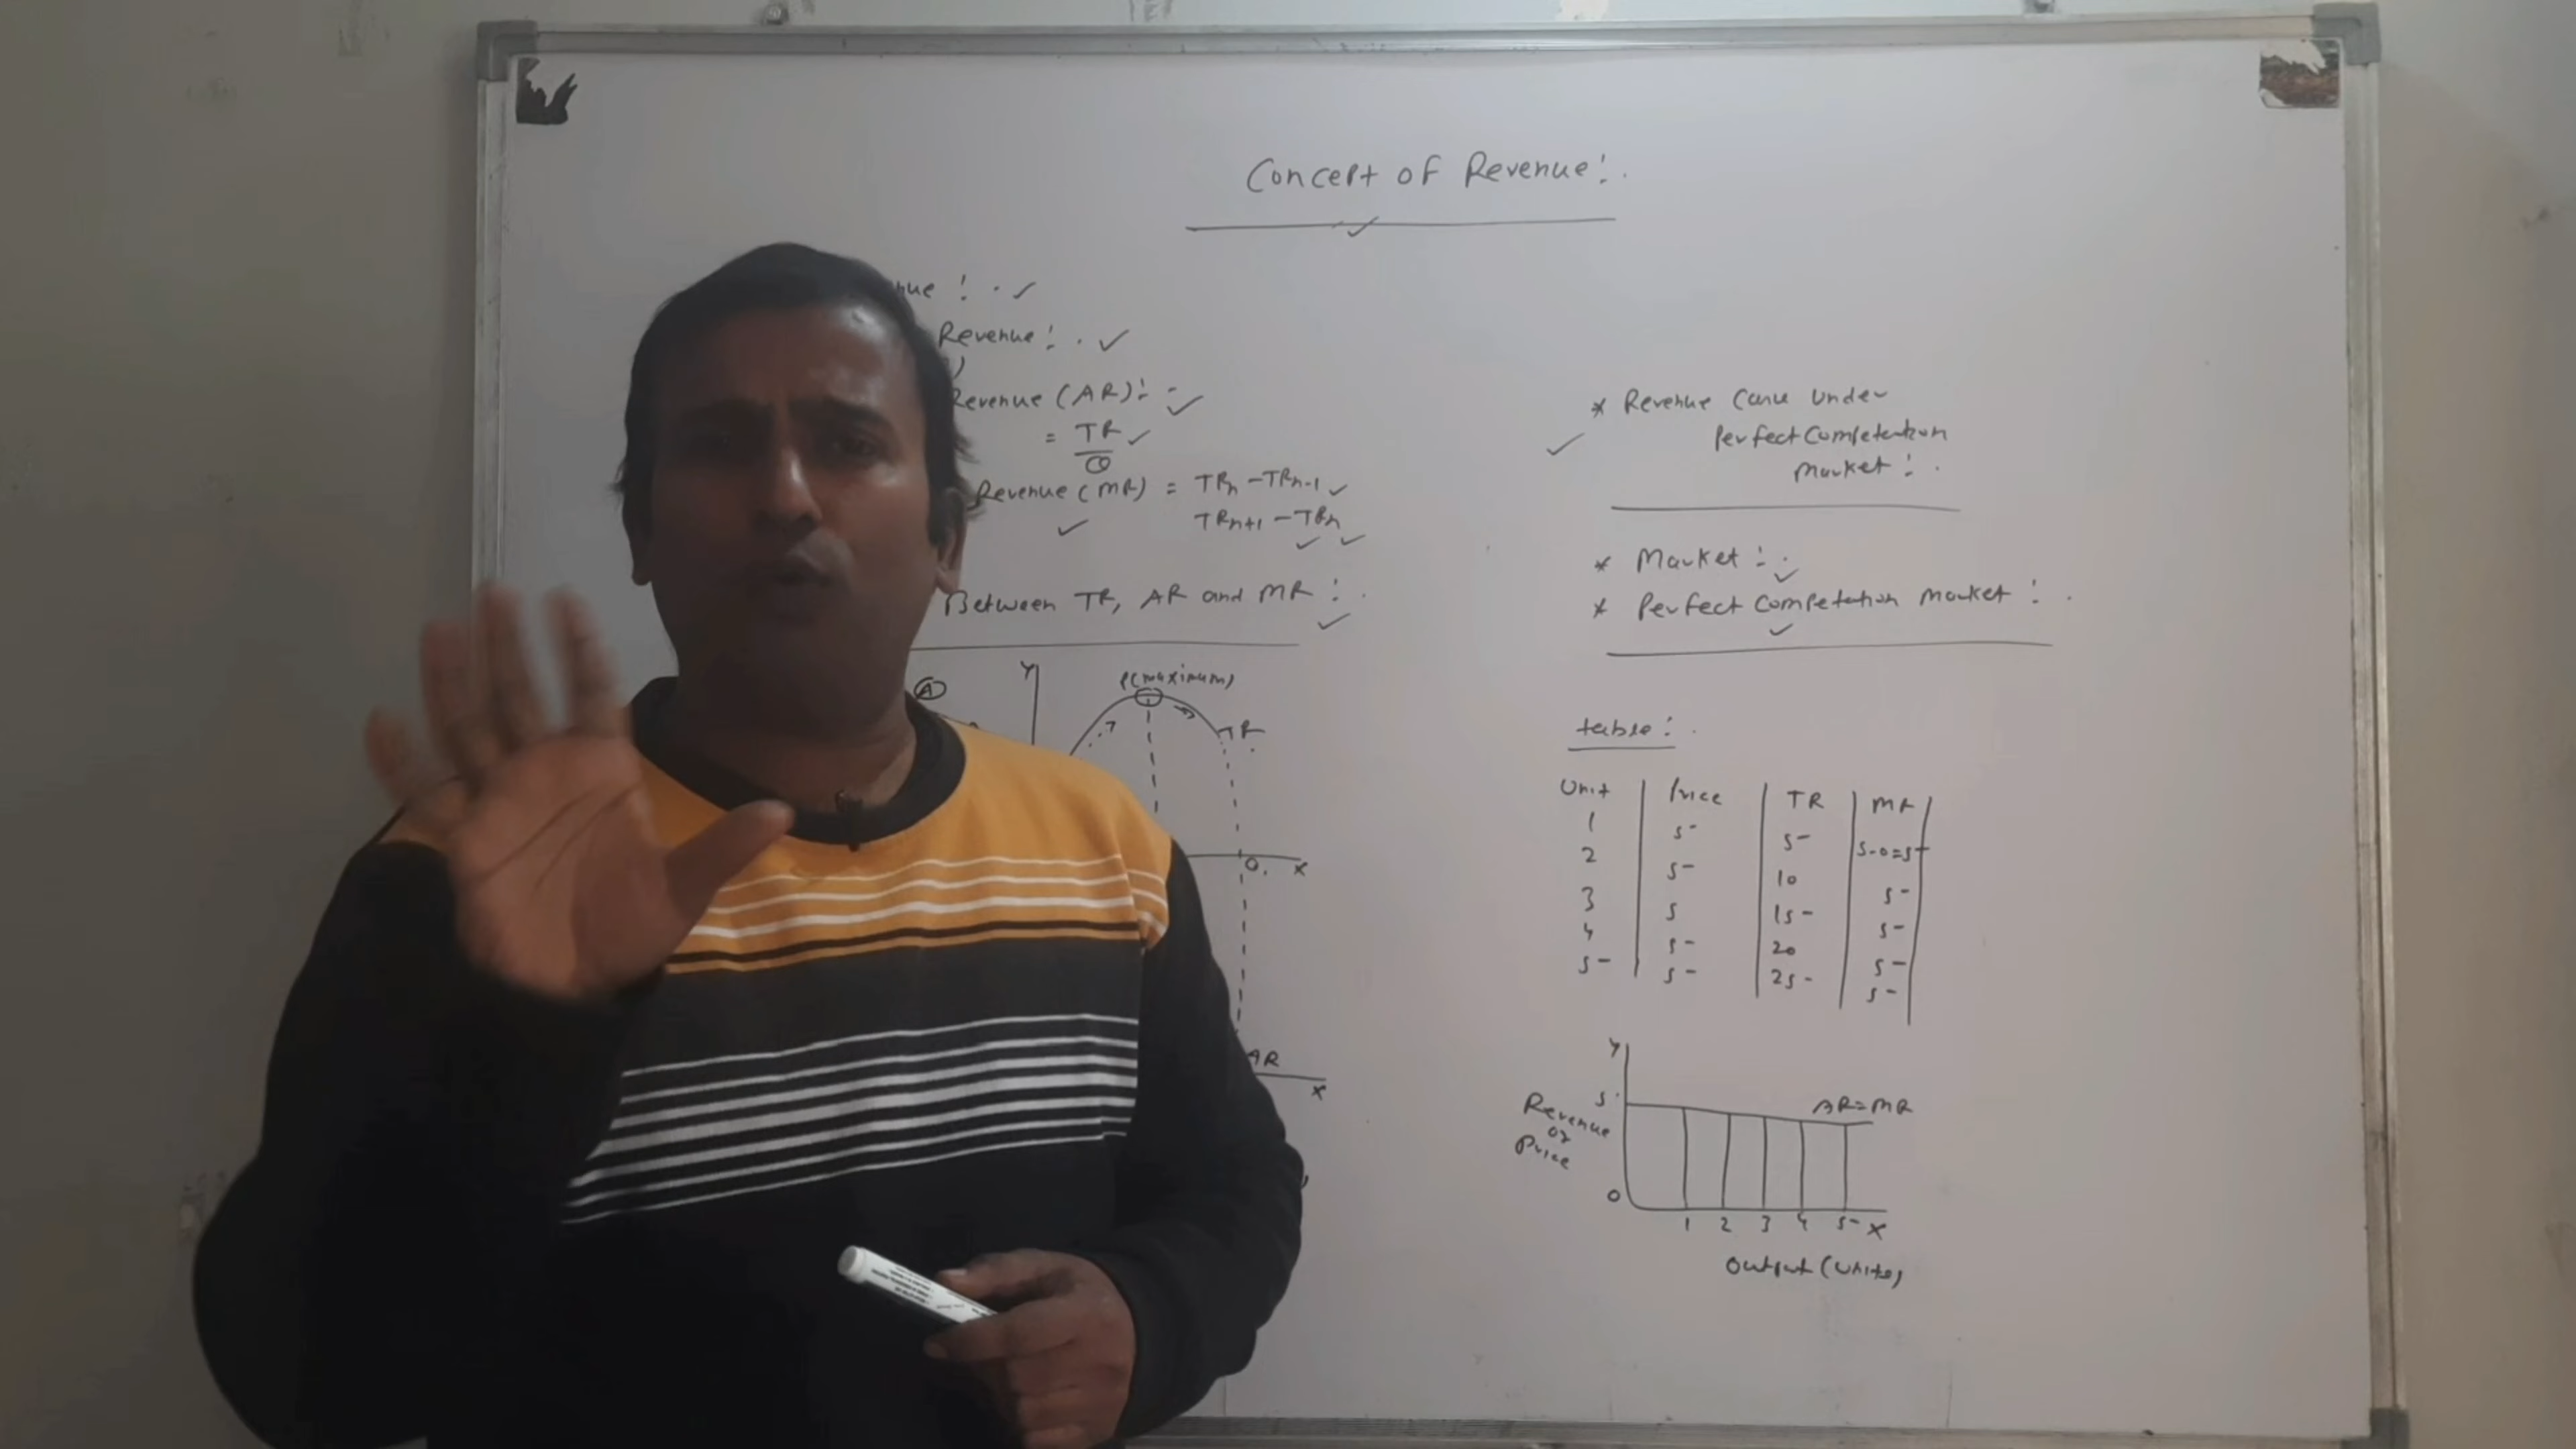 Concept of Revenue :
Revenue :
Revenue (AR) :
= TR
Q
Revenue (MR) = TRn - TRn-1
TRn+1 - TRn
Between TR, AR and MR :
A
Y
P(maximum)
TR
Q,
X
AR
X
* Revenue Curve Under
Perfect Competetion
Market :
* Market :
* Perfect Competetion Market :
table :
Unit | Price | TR | MR
1 5 5 5-0=5
2 5 10 5
3 5 15 5
4 5 20 5
5 5 25 5
Y
5
AR=MR
Revenue
or
Price
0
1 2 3 4 5 X
Output (Units)